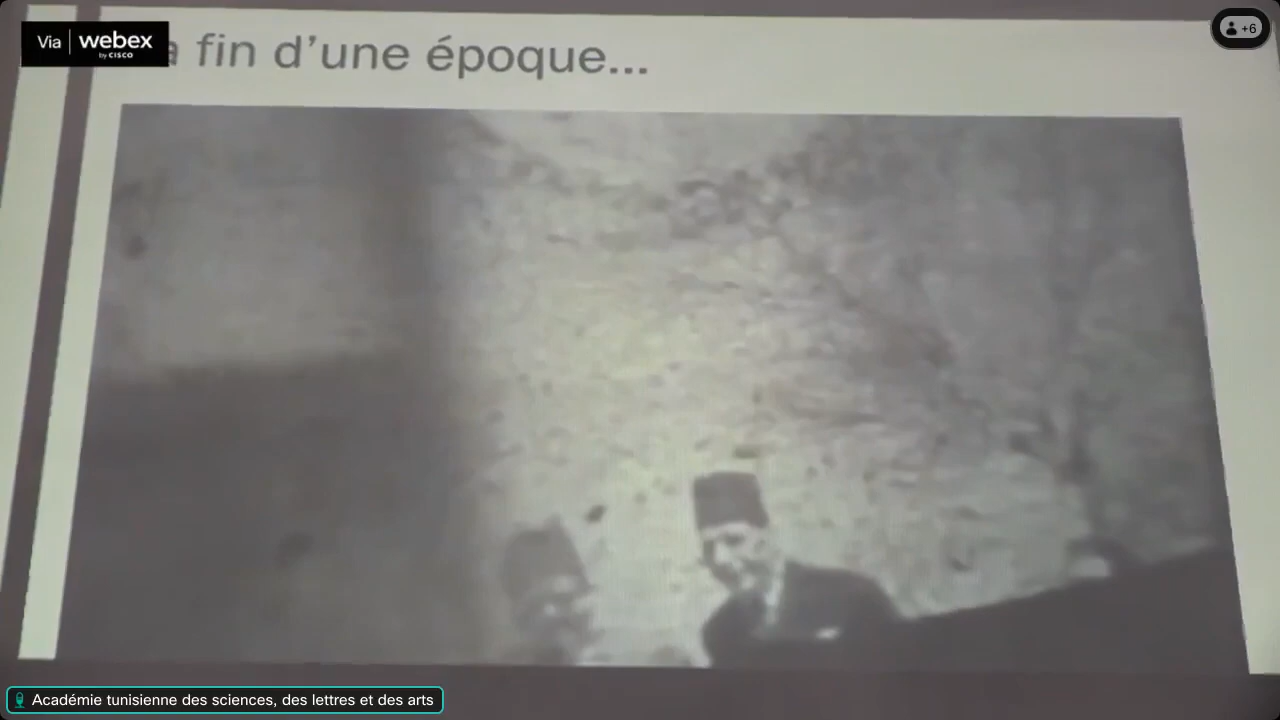 Via webex
by CISCO
a fin d'une époque...
+6
Académie tunisienne des sciences, des lettres et des arts